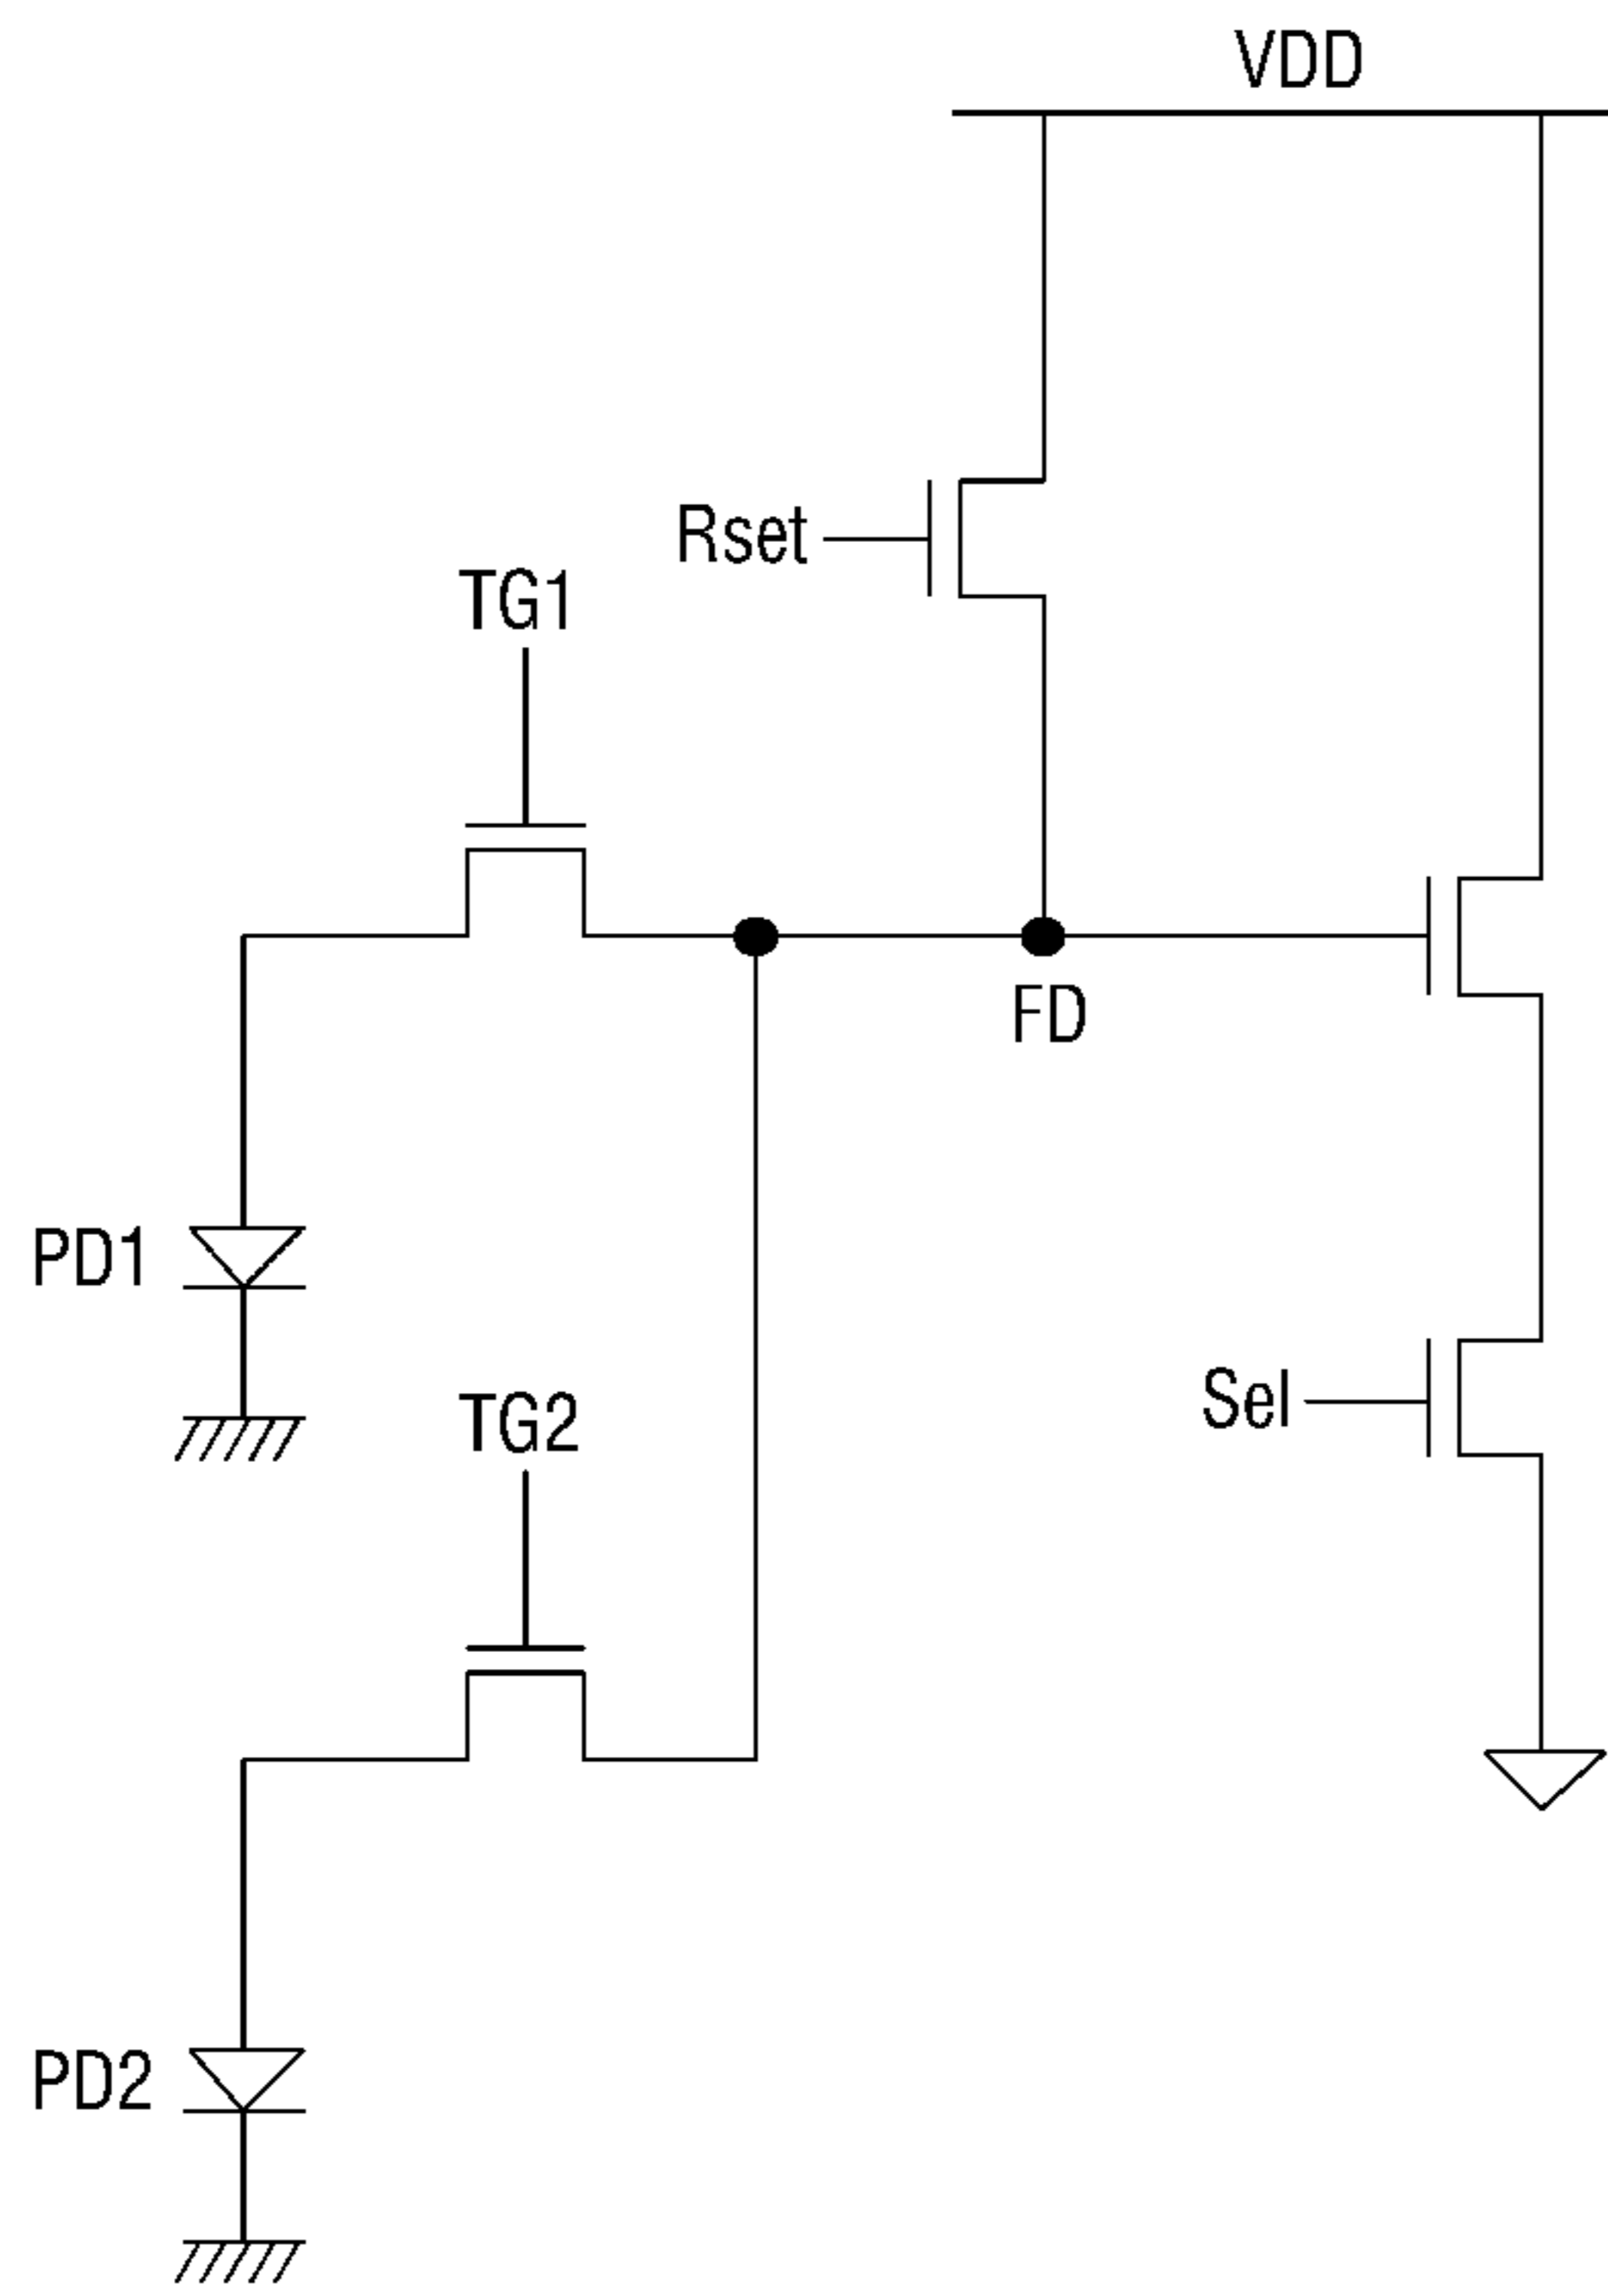 VDD
Rset
TG1
FD
PD1
Sel
TG2
PD2